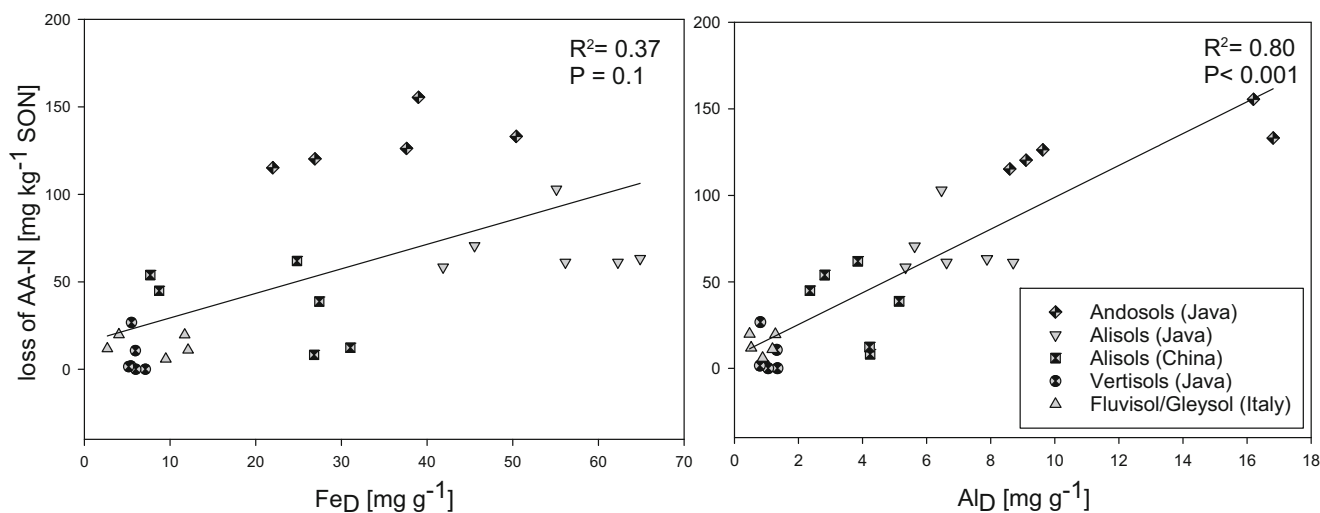 200
150
100
50
0
loss of AA-N [mg kg⁻¹ SON]
R²= 0.37
P = 0.1
0 10 20 30 40 50 60 70
FeD [mg g⁻¹]
200
150
100
50
0
R²= 0.80
P< 0.001
Andosols (Java)
Alisols (Java)
Alisols (China)
Vertisols (Java)
Fluvisol/Gleysol (Italy)
0 2 4 6 8 10 12 14 16 18
AlD [mg g⁻¹]